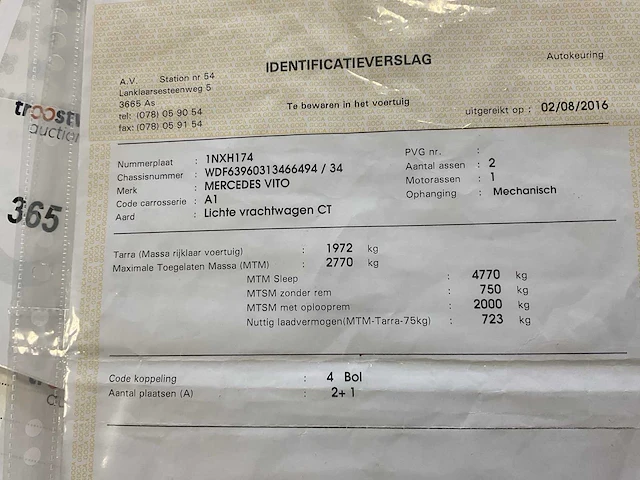 IDENTIFICATIEVERSLAG
Autokeuring
A.V. Station nr 54
Lanklaarsesteenweg 5
3665 As
tel: (078) 05 90 54
fax: (078) 05 91 54
Te bewaren in het voertuig
uitgereikt op : 02/08/2016
troostw
auction
365
Nummerplaat : 1NXH174
Chassisnummer : WDF63960313466494 / 34
Merk : MERCEDES VITO
Code carrosserie : A1
Aard : Lichte vrachtwagen CT
PVG nr. :
Aantal assen : 2
Motorassen : 1
Ophanging : Mechanisch
Tarra (Massa rijklaar voertuig) : 1972 kg
Maximale Toegelaten Massa (MTM) : 2770 kg
MTM Sleep : 4770 kg
MTSM zonder rem : 750 kg
MTSM met oplooprem : 2000 kg
Nuttig laadvermogen(MTM-Tarra-75kg) : 723 kg
Code koppeling : 4 Bol
Aantal plaatsen (A) : 2+ 1